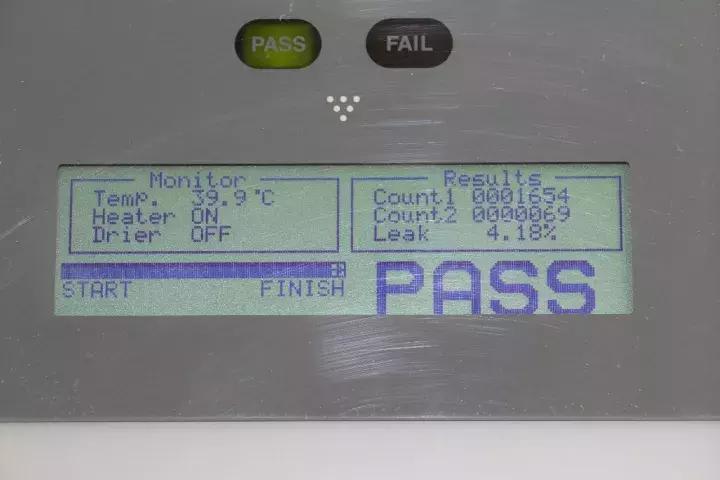 PASS FAIL
Monitor
Temp. 39.9°C
Heater ON
Drier OFF
Results
Count1 0001654
Count2 0000069
Leak 4.18%
START FINISH
PASS